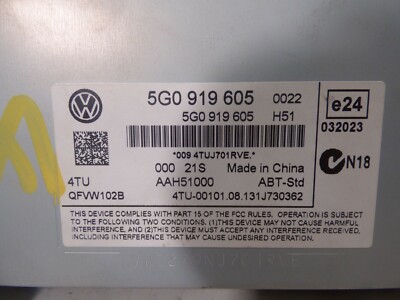 5G0 919 605 0022
5G0 919 605 H51
e24
032023
*009 4TUJ701RVE.*
000 21S Made in China
N18
4TU AAH51000 ABT-Std
QFVW102B 4TU-00101.08.131J730362
THIS DEVICE COMPLIES WITH PART 15 OF THE FCC RULES. OPERATION IS
SUBJECT TO THE FOLLOWING TWO CONDITIONS:(1)THIS DEVICE MAY NOT CAUSE
HARMFUL INTERFERENCE, AND(2)THIS DEVICE MUST ACCEPT ANY
INTERFERENCE RECEIVED, INCLUDING INTERFERENCE THAT MAY CAUSE
UNDESIRED OPERATION.